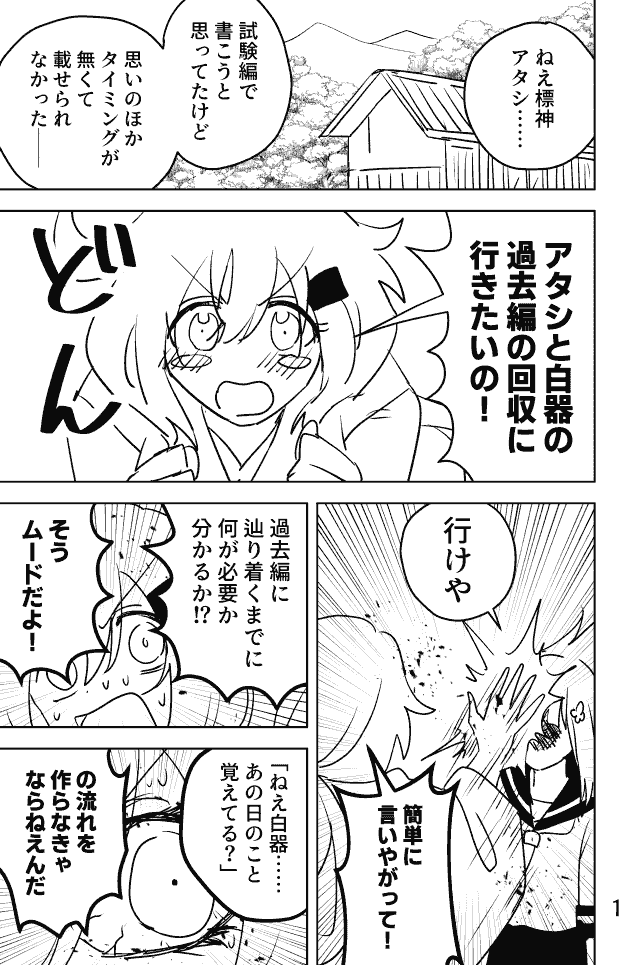 ねえ標神
アタシ……
試験編で
書こうと
思ってたけど
思いのほか
タイミングが
無くて
載せられ
なかった――
アタシと白器の
過去編の回収に
行きたいの！
どん
行けや
簡単に
言いやがって！
過去編に
辿り着くまでに
何が必要か
分かるか!?
そう
ムードだよ！
「ねえ白器……
あの日のこと
覚えてる？」
の流れを
作らなきゃ
ならねえんだ
1